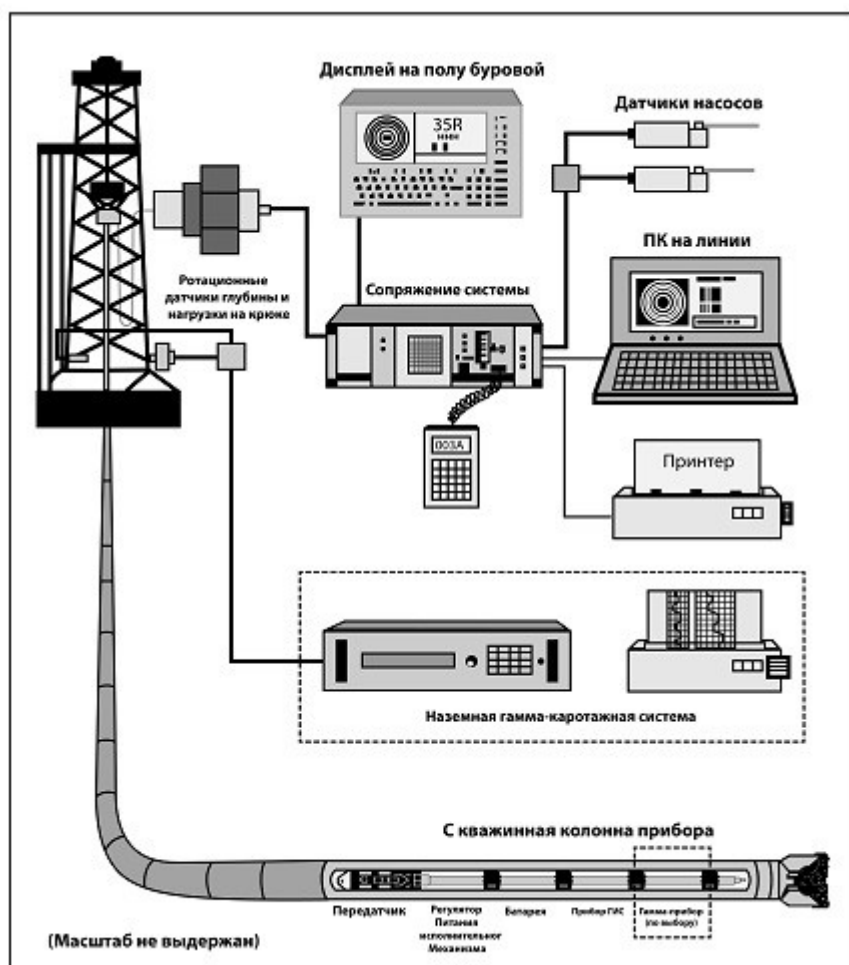 Дисплей на полу буровой
35R
ННН
Датчики насосов
ПК на линии
Ротационные
датчики глубины и
нагрузки на крюке
Сопряжение системы
003A
Принтер
Наземная гамма-каротажная система
С кважинная колонна прибора
Передатчик
Регулятор
Питания
исполнительног
Механизма
Батарея
Прибор ГИС
Гамма-прибор
(по выбору)
(Масштаб не выдержан)